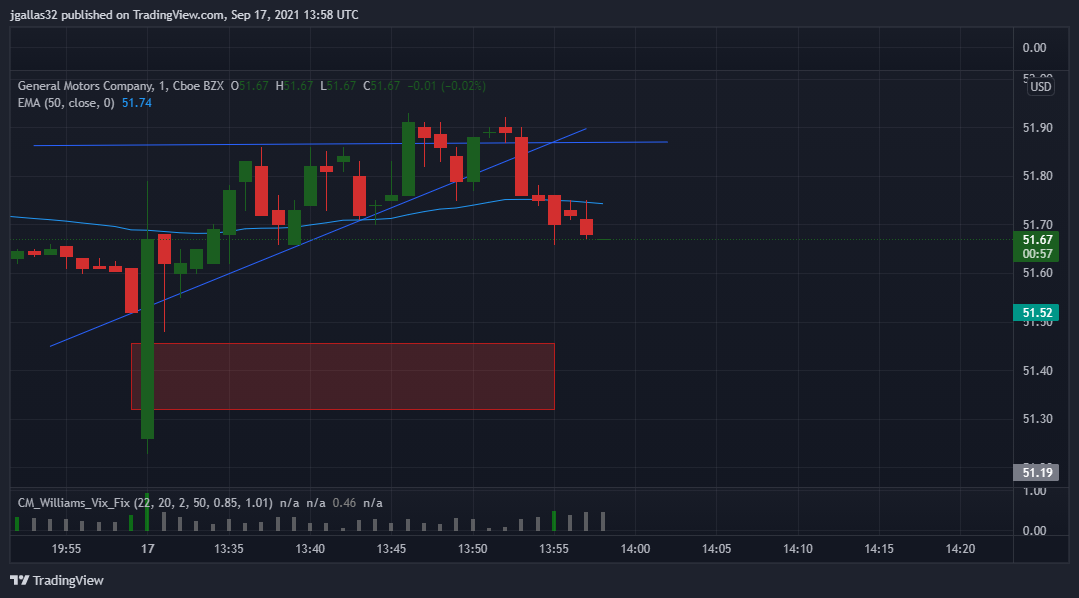 jgallas32 published on TradingView.com, Sep 17, 2021 13:58 UTC
0.00
General Motors Company, 1, Cboe BZX O51.67 H51.67 L51.67 C51.67 -0.01 (-0.02%)
USD
EMA (50, close, 0) 51.74
51.90
51.80
51.70
51.67
00:57
51.60
51.52
51.50
51.40
51.30
51.19
CM_Williams_Vix_Fix (22, 20, 2, 50, 0.85, 1.01) n/a n/a 0.46 n/a
1.00
0.00
19:55 17 13:35 13:40 13:45 13:50 13:55 14:00 14:05 14:10 14:15 14:20
TradingView